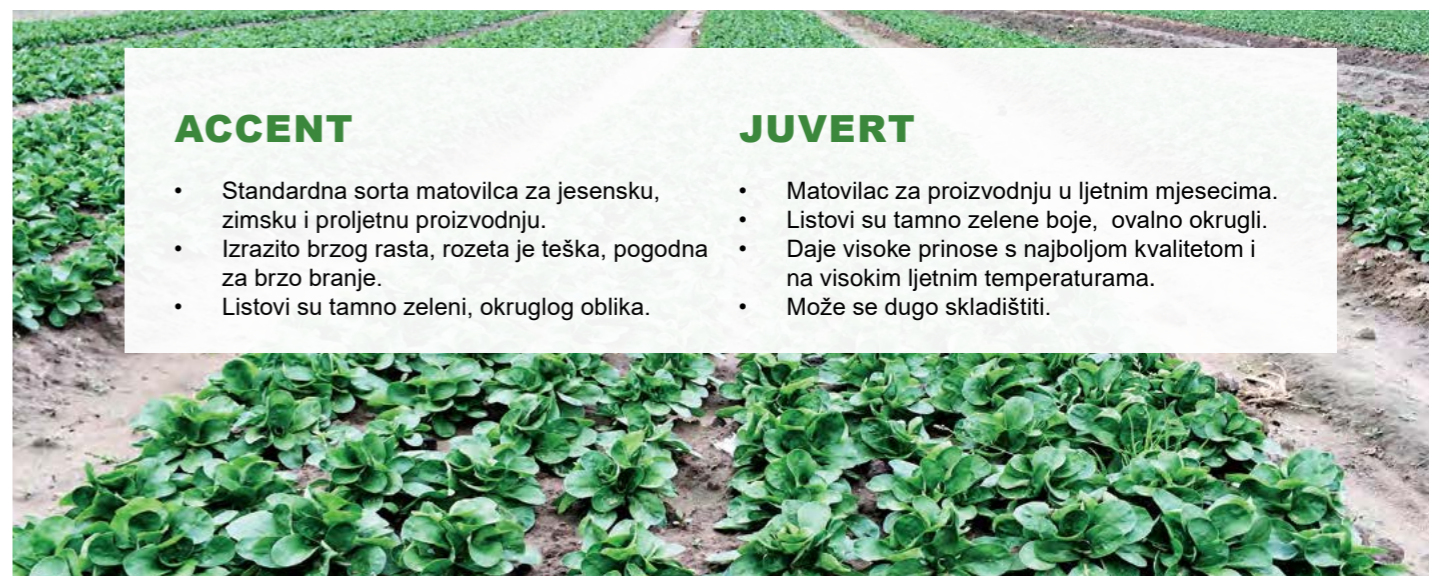 ACCENT
• Standardna sorta matovilca za jesensku,
zimsku i proljetnu proizvodnju.
• Izrazito brzog rasta, rozeta je teška, pogodna
za brzo branje.
• Listovi su tamno zeleni, okruglog oblika.
JUVERT
• Matovilac za proizvodnju u ljetnim mjesecima.
• Listovi su tamno zelene boje,  ovalno okrugli.
• Daje visoke prinose s najboljom kvalitetom i
na visokim ljetnim temperaturama.
• Može se dugo skladištiti.